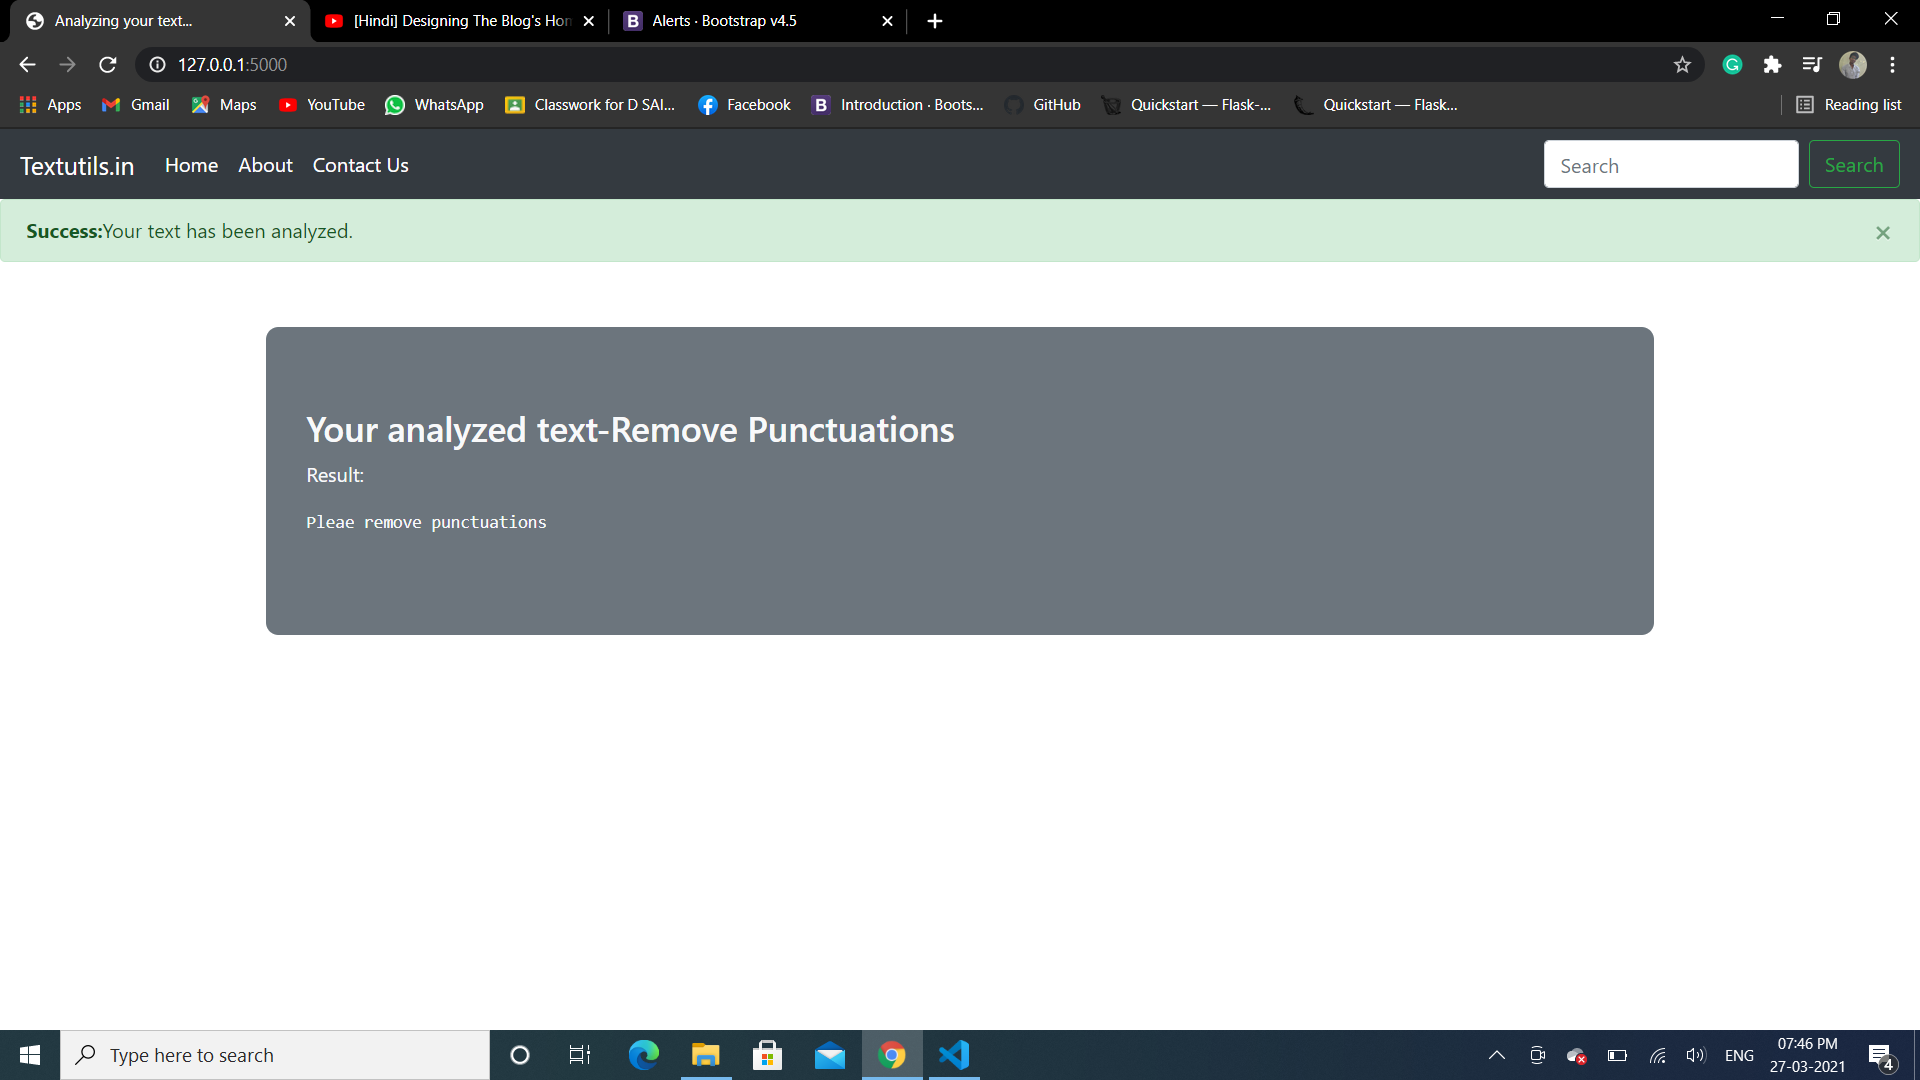 Analyzing your text...
[Hindi] Designing The Blog's Hon
Alerts · Bootstrap v4.5
127.0.0.1:5000
Apps
Gmail
Maps
YouTube
WhatsApp
Classwork for D SAI...
Facebook
Introduction · Boots...
GitHub
Quickstart — Flask-...
Quickstart — Flask...
Reading list
Textutils.in
Home
About
Contact Us
Search
Search
Success:Your text has been analyzed.
×
Your analyzed text-Remove Punctuations
Result:
Pleae remove punctuations
Type here to search
ENG
07:46 PM
27-03-2021
4